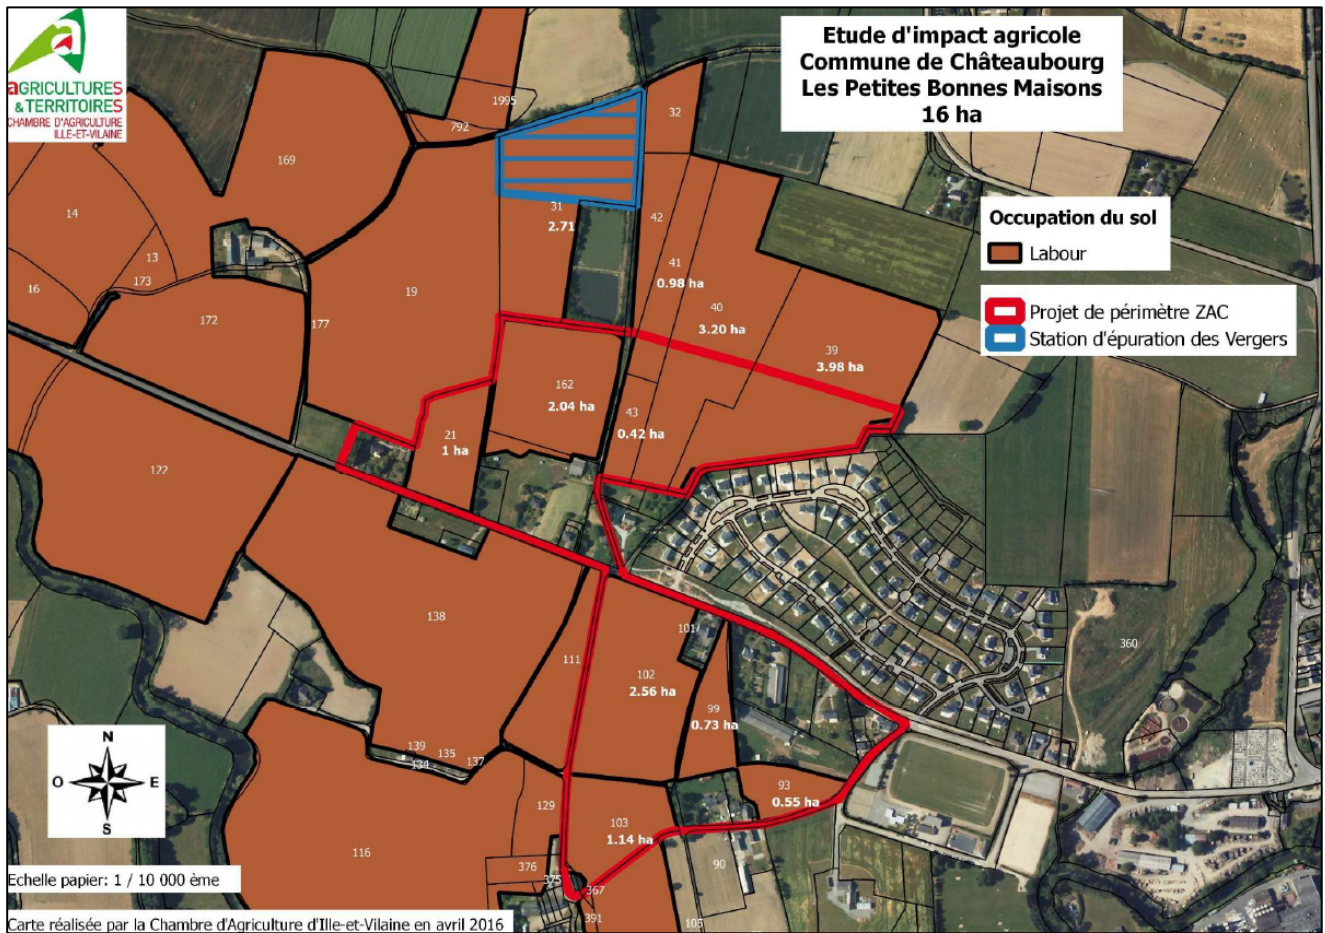 aGRICULTURES
& TERRITOIRES
CHAMBRE D'AGRICULTURE
ILLE-ET-VILAINE
Etude d'impact agricole
Commune de Châteaubourg
Les Petites Bonnes Maisons
16 ha
Occupation du sol
Labour
Projet de périmètre ZAC
Station d'épuration des Vergers
1995
792
32
169
14
31
2.71
42
13
173
41
0.98 ha
16
19
40
3.20 ha
172
177
39
3.98 ha
162
2.04 ha
43
0.42 ha
21
1 ha
122
138
101
360
111
102
2.56 ha
99
0.73 ha
139
135
137
134
93
0.55 ha
129
103
1.14 ha
116
90
376
375
367
391
105
N
O
E
S
Echelle papier: 1 / 10 000 ème
Carte réalisée par la Chambre d'Agriculture d'Ille-et-Vilaine en avril 2016